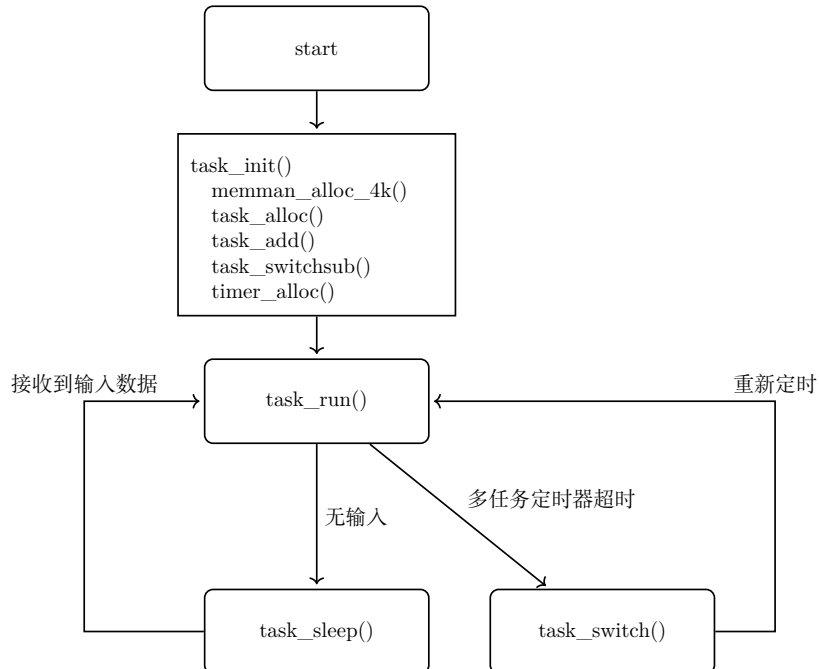 start
task_init()
memman_alloc_4k()
task_alloc()
task_add()
task_switchsub()
timer_alloc()
接收到输入数据
task_run()
重新定时
无输入
多任务定时器超时
task_sleep()
task_switch()